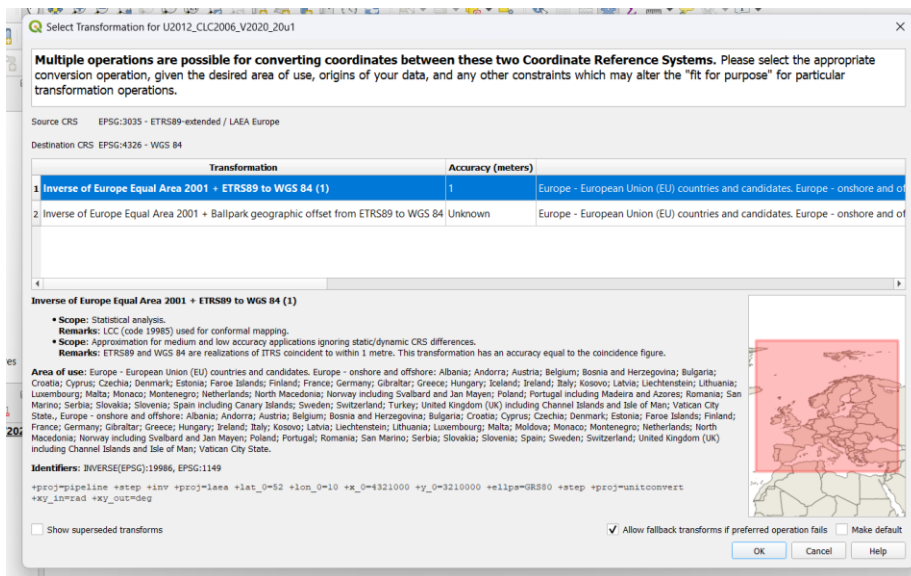 Select Transformation for U2012_CLC2006_V2020_20u1
Multiple operations are possible for converting coordinates between these two Coordinate Reference Systems. Please select the appropriate
conversion operation, given the desired area of use, origins of your data, and any other constraints which may alter the "fit for purpose" for particular
transformation operations.
Source CRS EPSG:3035 - ETRS89-extended / LAEA Europe
Destination CRS EPSG:4326 - WGS 84
Transformation Accuracy (meters)
1 Inverse of Europe Equal Area 2001 + ETRS89 to WGS 84 (1) 1 Europe - European Union (EU) countries and candidates. Europe - onshore and of
2 Inverse of Europe Equal Area 2001 + Ballpark geographic offset from ETRS89 to WGS 84 Unknown Europe - European Union (EU) countries and candidates. Europe - onshore and of
Inverse of Europe Equal Area 2001 + ETRS89 to WGS 84 (1)
• Scope: Statistical analysis.
Remarks: LCC (code 19985) used for conformal mapping.
• Scope: Approximation for medium and low accuracy applications ignoring static/dynamic CRS differences.
Remarks: ETRS89 and WGS 84 are realizations of ITRS coincident to within 1 metre. This transformation has an accuracy equal to the coincidence figure.
Area of use: Europe - European Union (EU) countries and candidates. Europe - onshore and offshore: Albania; Andorra; Austria; Belgium; Bosnia and Herzegovina; Bulgaria;
Croatia; Cyprus; Czechia; Denmark; Estonia; Faroe Islands; Finland; France; Germany; Gibraltar; Greece; Hungary; Iceland; Ireland; Italy; Kosovo; Latvia; Liechtenstein; Lithuania;
Luxembourg; Malta; Monaco; Montenegro; Netherlands; North Macedonia; Norway including Svalbard and Jan Mayen; Poland; Portugal including Madeira and Azores; Romania; San
Marino; Serbia; Slovakia; Slovenia; Spain including Canary Islands; Sweden; Switzerland; Turkey; United Kingdom (UK) including Channel Islands and Isle of Man; Vatican City
State., Europe - onshore and offshore: Albania; Andorra; Austria; Belgium; Bosnia and Herzegovina; Bulgaria; Croatia; Cyprus; Czechia; Denmark; Estonia; Faroe Islands; Finland;
France; Germany; Gibraltar; Greece; Hungary; Ireland; Italy; Kosovo; Latvia; Liechtenstein; Lithuania; Luxembourg; Malta; Moldova; Monaco; Montenegro; Netherlands; North
Macedonia; Norway including Svalbard and Jan Mayen; Poland; Portugal; Romania; San Marino; Serbia; Slovakia; Slovenia; Spain; Sweden; Switzerland; United Kingdom (UK)
including Channel Islands and Isle of Man; Vatican City State.
Identifiers: INVERSE(EPSG):19986, EPSG:1149
+proj=pipeline +step +inv +proj=laea +lat_0=52 +lon_0=10 +x_0=4321000 +y_0=3210000 +ellps=GRS80 +step +proj=unitconvert
+xy_in=rad +xy_out=deg
Show superseded transforms
Allow fallback transforms if preferred operation fails
Make default
OK Cancel Help